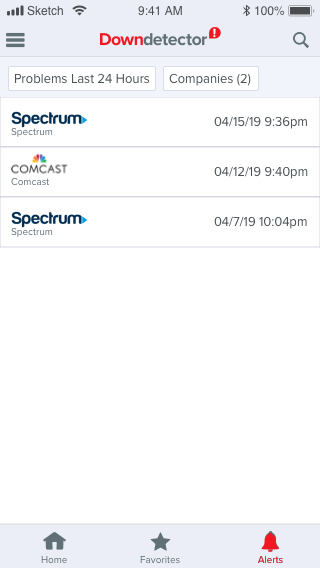 Sketch 9:41 AM 100%
Downdetector!
Problems Last 24 Hours Companies (2)
Spectrum 04/15/19 9:36pm
Spectrum
COMCAST 04/12/19 9:40pm
Comcast
Spectrum 04/7/19 10:04pm
Spectrum
Home Favorites Alerts